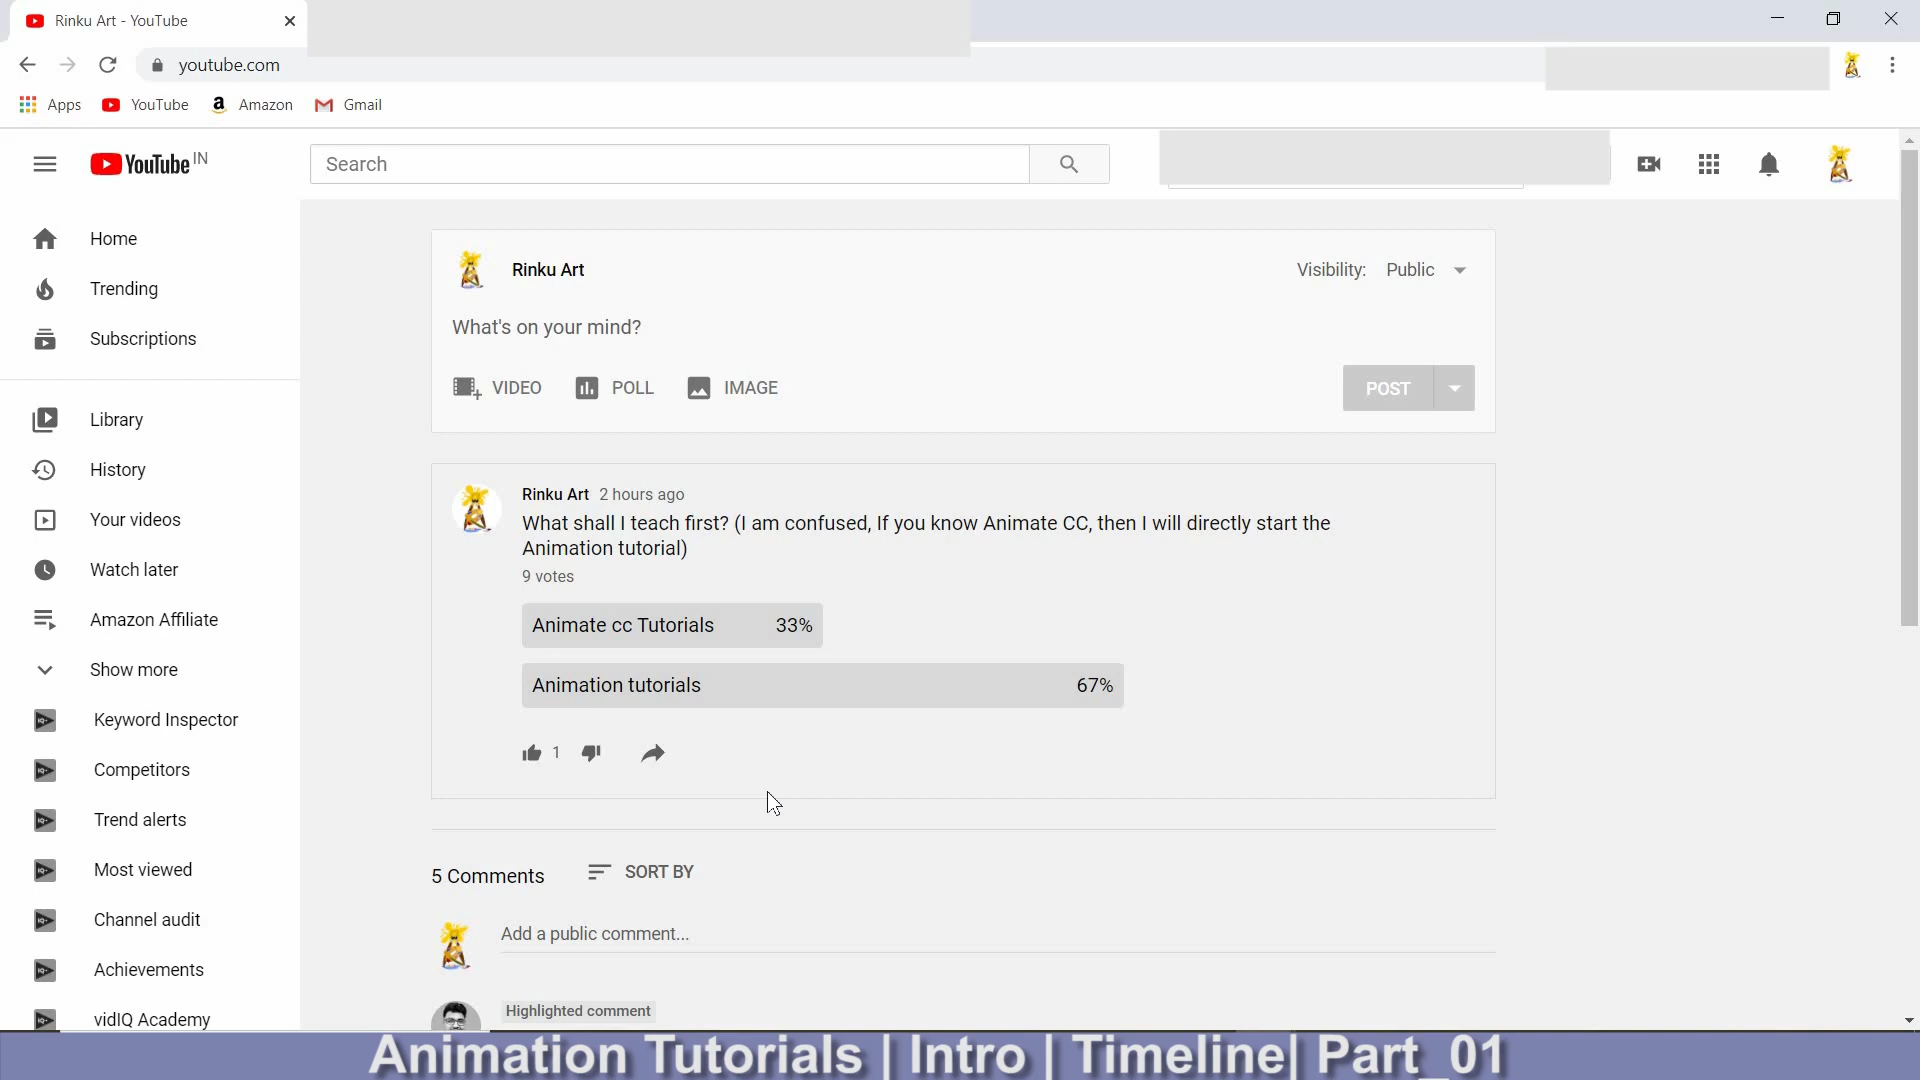 Rinku Art - YouTube
youtube.com
Apps YouTube Amazon Gmail
YouTube IN
Search
Home
Trending
Subscriptions
Library
History
Your videos
Watch later
Amazon Affiliate
Show more
Keyword Inspector
Competitors
Trend alerts
Most viewed
Channel audit
Achievements
vidIQ Academy
Rinku Art
Visibility: Public
What's on your mind?
VIDEO POLL IMAGE
POST
Rinku Art 2 hours ago
What shall I teach first? (I am confused, If you know Animate CC, then I will directly start the
Animation tutorial)
9 votes
Animate cc Tutorials 33%
Animation tutorials 67%
1
5 Comments SORT BY
Add a public comment...
Highlighted comment
Animation Tutorials | Intro | Timeline| Part_01